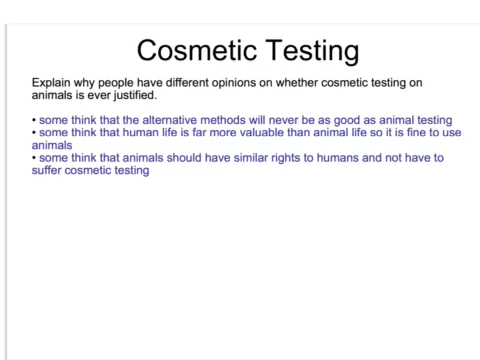 Cosmetic Testing
Explain why people have different opinions on whether cosmetic testing on
animals is ever justified.
• some think that the alternative methods will never be as good as animal testing
• some think that human life is far more valuable than animal life so it is fine to use
animals
• some think that animals should have similar rights to humans and not have to
suffer cosmetic testing